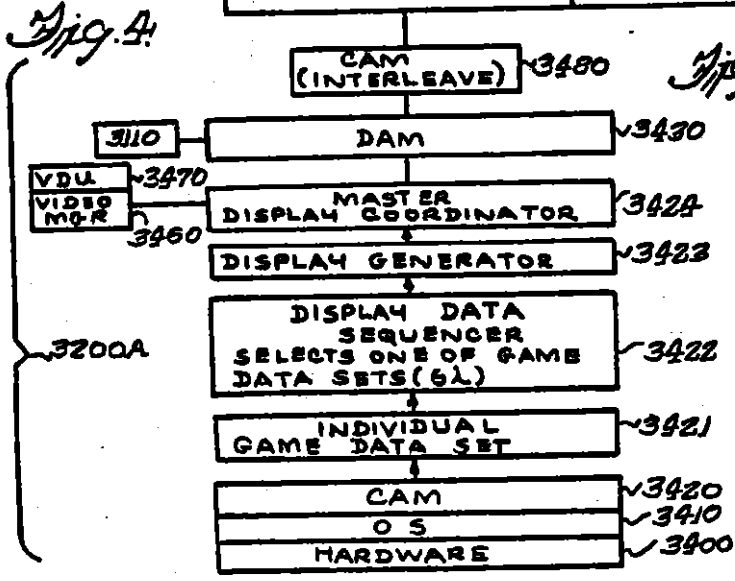 Fig. 4.
CAM
(INTERLEAVE)
3480
3110
DAM
3430
VDU
3470
VIDEO
MGR
3460
MASTER
DISPLAY COORDINATOR
3424
DISPLAY GENERATOR
3423
DISPLAY DATA
SEQUENCER
SELECTS ONE OF GAME
DATA SETS(GL)
3422
3200A
INDIVIDUAL
GAME DATA SET
3421
CAM
3420
OS
3410
HARDWARE
3400